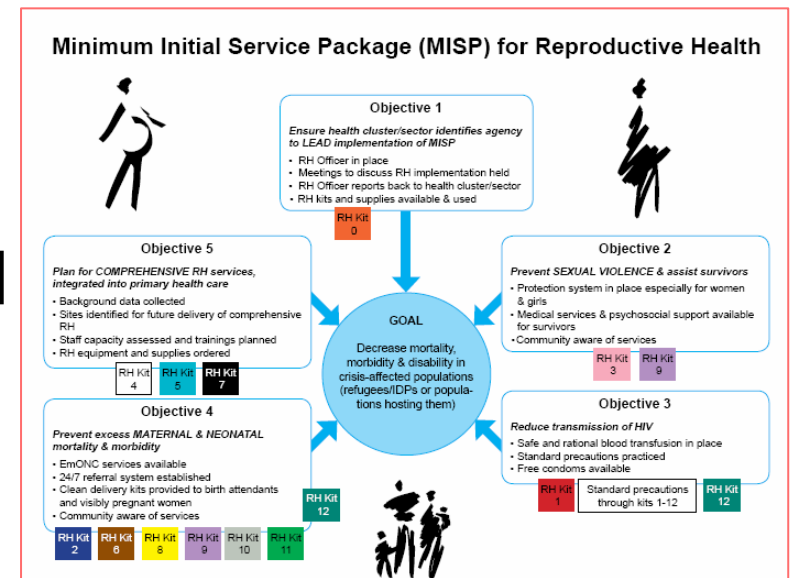 Minimum Initial Service Package (MISP) for Reproductive Health
Objective 1
Ensure health cluster/sector identifies agency
to LEAD implementation of MISP
• RH Officer in place
• Meetings to discuss RH implementation held
• RH Officer reports back to health cluster/sector
• RH kits and supplies available & used
RH Kit
0
Objective 5
Plan for COMPREHENSIVE RH services,
integrated into primary health care
• Background data collected
• Sites identified for future delivery of comprehensive
RH
• Staff capacity assessed and trainings planned
• RH equipment and supplies ordered
RH Kit
4
RH Kit
5
RH Kit
7
GOAL
Decrease mortality,
morbidity & disability in
crisis-affected populations
(refugees/IDPs or popula-
tions hosting them)
Objective 2
Prevent SEXUAL VIOLENCE & assist survivors
• Protection system in place especially for women
& girls
• Medical services & psychosocial support available
for survivors
• Community aware of services
RH Kit
3
RH Kit
9
Objective 4
Prevent excess MATERNAL & NEONATAL
mortality & morbidity
• EmONC services available
• 24/7 referral system established
• Clean delivery kits provided to birth attendants
and visibly pregnant women
• Community aware of services
RH Kit
12
RH Kit
2
RH Kit
6
RH Kit
8
RH Kit
9
RH Kit
10
RH Kit
11
Objective 3
Reduce transmission of HIV
• Safe and rational blood transfusion in place
• Standard precautions practiced
• Free condoms available
RH Kit
1
Standard precautions
through kits 1-12
RH Kit
12